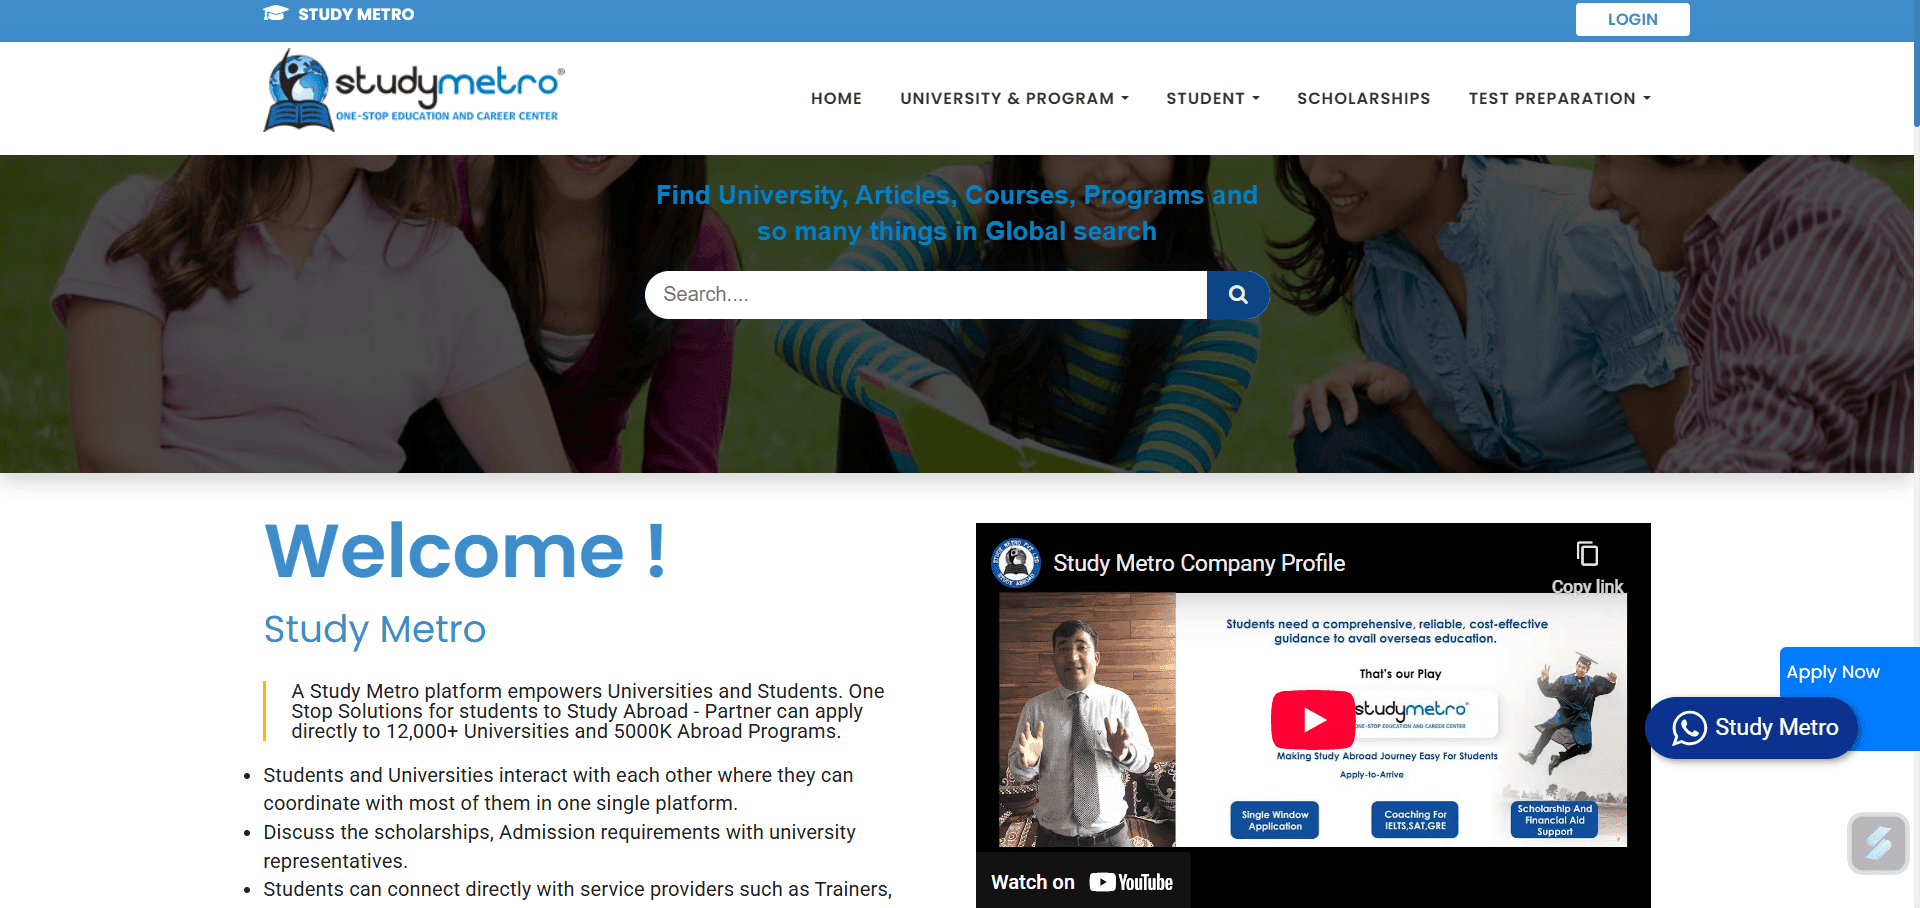 STUDY METRO
LOGIN
studymetro®
ONE-STOP EDUCATION AND CAREER CENTER
HOME
UNIVERSITY & PROGRAM
STUDENT
SCHOLARSHIPS
TEST PREPARATION
Find University, Articles, Courses, Programs and
so many things in Global search
Search....
Welcome !
Study Metro
A Study Metro platform empowers Universities and Students. One
Stop Solutions for students to Study Abroad - Partner can apply
directly to 12,000+ Universities and 5000K Abroad Programs.
Students and Universities interact with each other where they can
coordinate with most of them in one single platform.
Discuss the scholarships, Admission requirements with university
representatives.
Students can connect directly with service providers such as Trainers,
STUDY METRO PVT LTD
STUDY ABROAD
Study Metro Company Profile
Copy link
Students need a comprehensive, reliable, cost-effective
guidance to avail overseas education.
That's our Play
studymetro®
ONE-STOP EDUCATION AND CAREER CENTER
Making Study Abroad Journey Easy For Students
Apply-to-Arrive
Single Window
Application
Coaching For
IELTS,SAT,GRE
Scholarship And
Financial Aid
Support
Watch on
YouTube
Apply Now
Study Metro